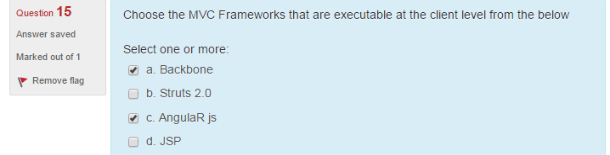 Question 15
Answer saved
Marked out of 1
Remove flag
Choose the MVC Frameworks that are executable at the client level from the below
Select one or more:
a. Backbone
b. Struts 2.0
c. AngulaR js
d. JSP